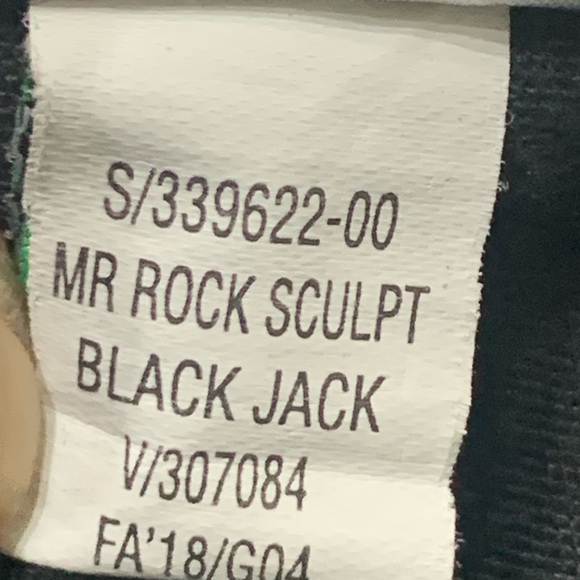 S/339622-00
MR ROCK SCULPT
BLACK JACK
V/307084
FA'18/G04